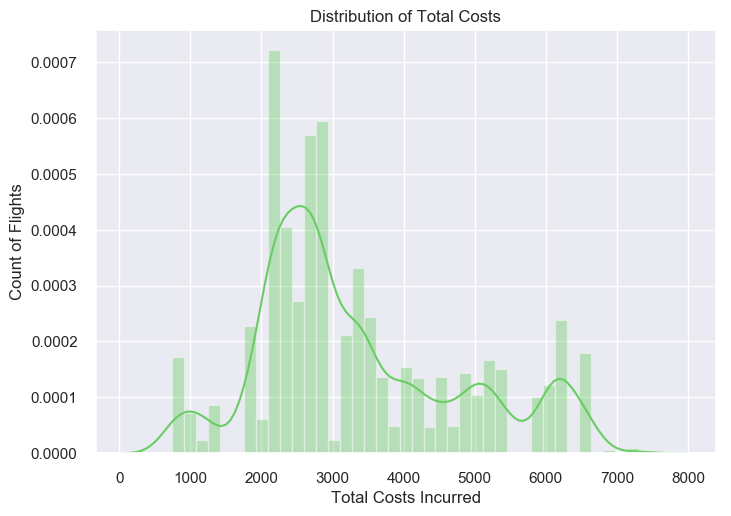 Distribution of Total Costs
0.0007
0.0006
0.0005
0.0004
0.0003
0.0002
0.0001
0.0000
Count of Flights
0 1000 2000 3000 4000 5000 6000 7000 8000
Total Costs Incurred